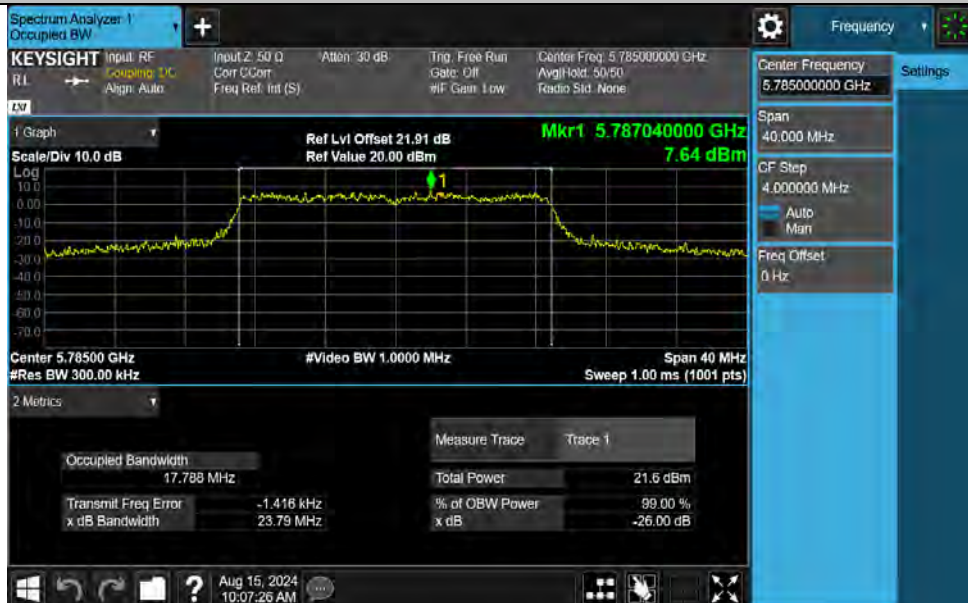 Spectrum Analyzer 1
Occupied BW
+
Frequency
KEYSIGHT
RL
Input: RF
Coupling: DC
Align: Auto
Input Z: 50 Ω
Corr CCorr
Freq Ref: Int (S)
Atten: 30 dB
Trig: Free Run
Gate: Off
#IF Gain: Low
Center Freq: 5.785000000 GHz
Avg|Hold: 50/50
Radio Std: None
Center Frequency
5.785000000 GHz
Settings
Span
40.000 MHz
CF Step
4.000000 MHz
Auto
Man
Freq Offset
0 Hz
1 Graph
Scale/Div 10.0 dB
Ref Lvl Offset 21.91 dB
Ref Value 20.00 dBm
Mkr1 5.787040000 GHz
7.64 dBm
Log
10.0
0.00
-10.0
-20.0
-30.0
-40.0
-50.0
-60.0
-70.0
1
Center 5.78500 GHz
#Res BW 300.00 kHz
#Video BW 1.0000 MHz
Span 40 MHz
Sweep 1.00 ms (1001 pts)
2 Metrics
Measure Trace Trace 1
Occupied Bandwidth
17.788 MHz
Total Power 21.6 dBm
Transmit Freq Error -1.416 kHz
% of OBW Power 99.00 %
x dB Bandwidth 23.79 MHz
x dB -26.00 dB
?
Aug 15, 2024
10:07:26 AM